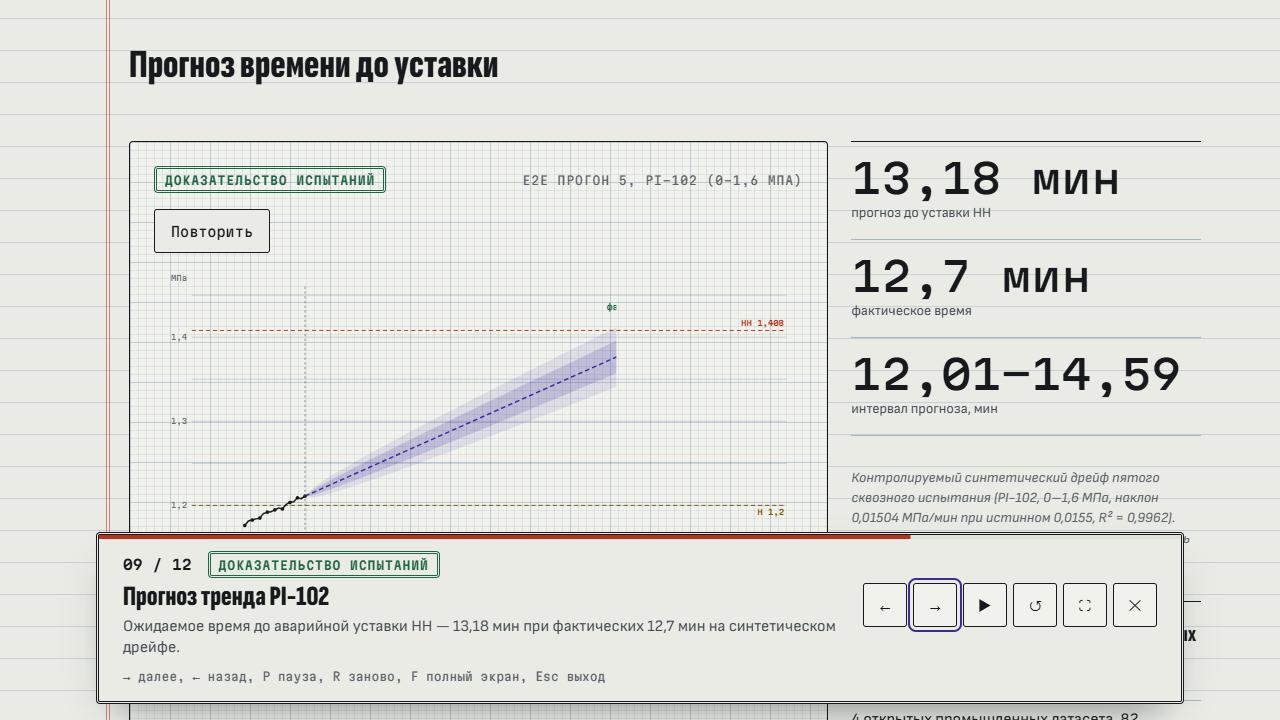 Прогноз времени до уставки
ДОКАЗАТЕЛЬСТВО ИСПЫТАНИЙ
E2E ПРОГОН 5, PI-102 (0–1,6 МПА)
Повторить
МПа
НН 1,408
1,4
1,3
1,2
Н 1,2
13,18 мин
прогноз до уставки НН
12,7 мин
фактическое время
12,01–14,59
интервал прогноза, мин
Контролируемый синтетический дрейф пятого
сквозного испытания (PI-102, 0–1,6 МПа, наклон
0,01504 МПа/мин при истинном 0,0155, R² = 0,9962).
09 / 12
ДОКАЗАТЕЛЬСТВО ИСПЫТАНИЙ
Прогноз тренда PI-102
Ожидаемое время до аварийной уставки НН — 13,18 мин при фактических 12,7 мин на синтетическом
дрейфе.
→ далее, ← назад, P пауза, R заново, F полный экран, Esc выход
4 открытых промышленных датасета, 82